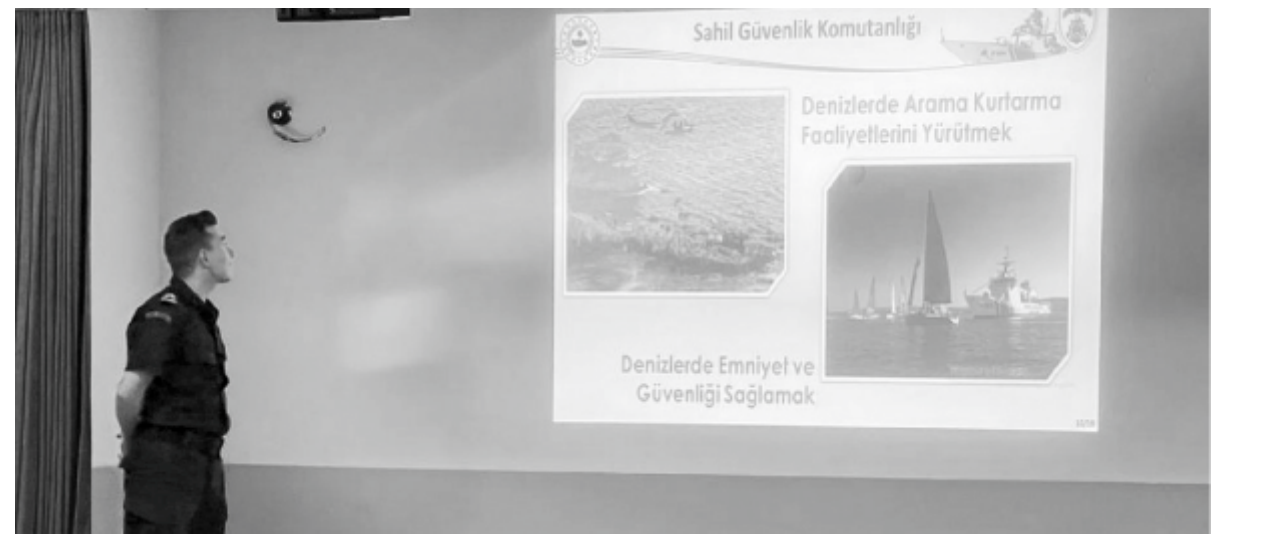 Sahil Güvenlik Komutanlığı
Denizlerde Arama Kurtarma
Faaliyetlerini Yürütmek
Denizlerde Emniyet ve
Güvenliği Sağlamak